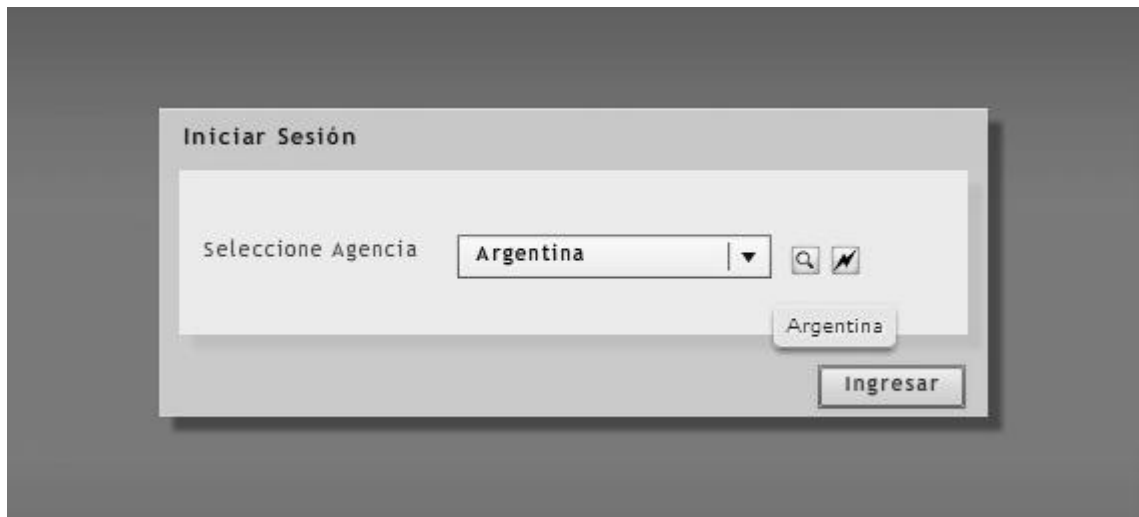 Iniciar Sesión
Seleccione Agencia
Argentina
Argentina
Ingresar